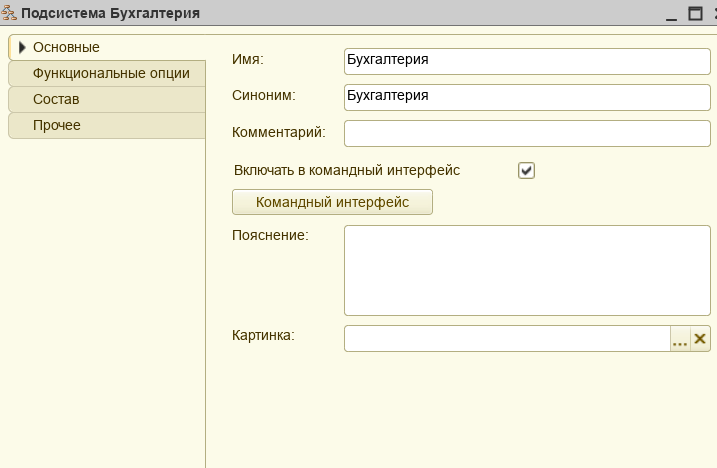 Подсистема Бухгалтерия
Основные
Функциональные опции
Состав
Прочее
Имя: Бухгалтерия
Синоним: Бухгалтерия
Комментарий:
Включать в командный интерфейс
Командный интерфейс
Пояснение:
Картинка:
...